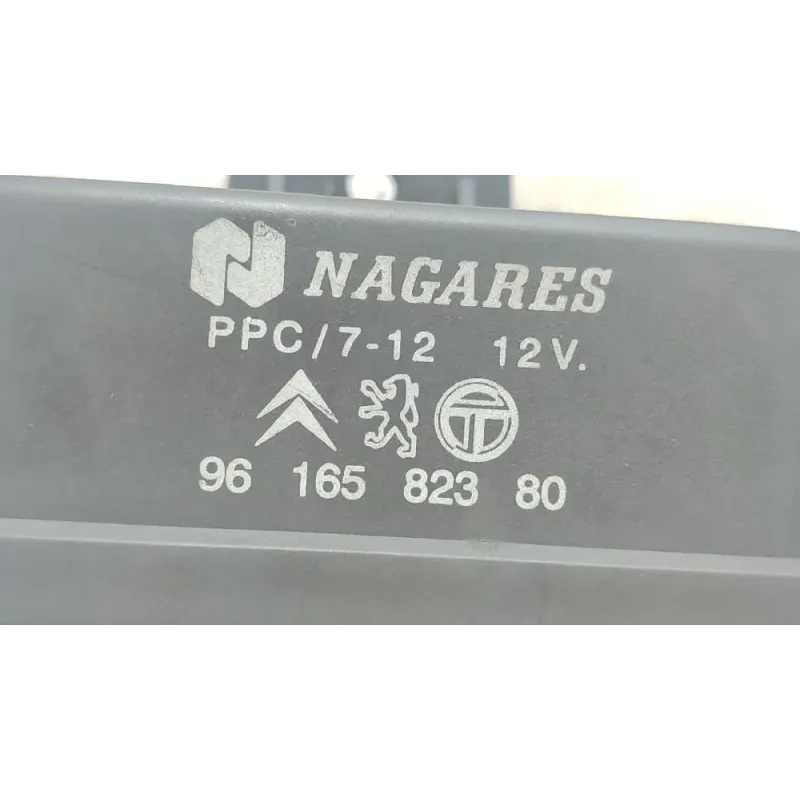 NAGARES
PPC/7-12 12V.
96 165 823 80